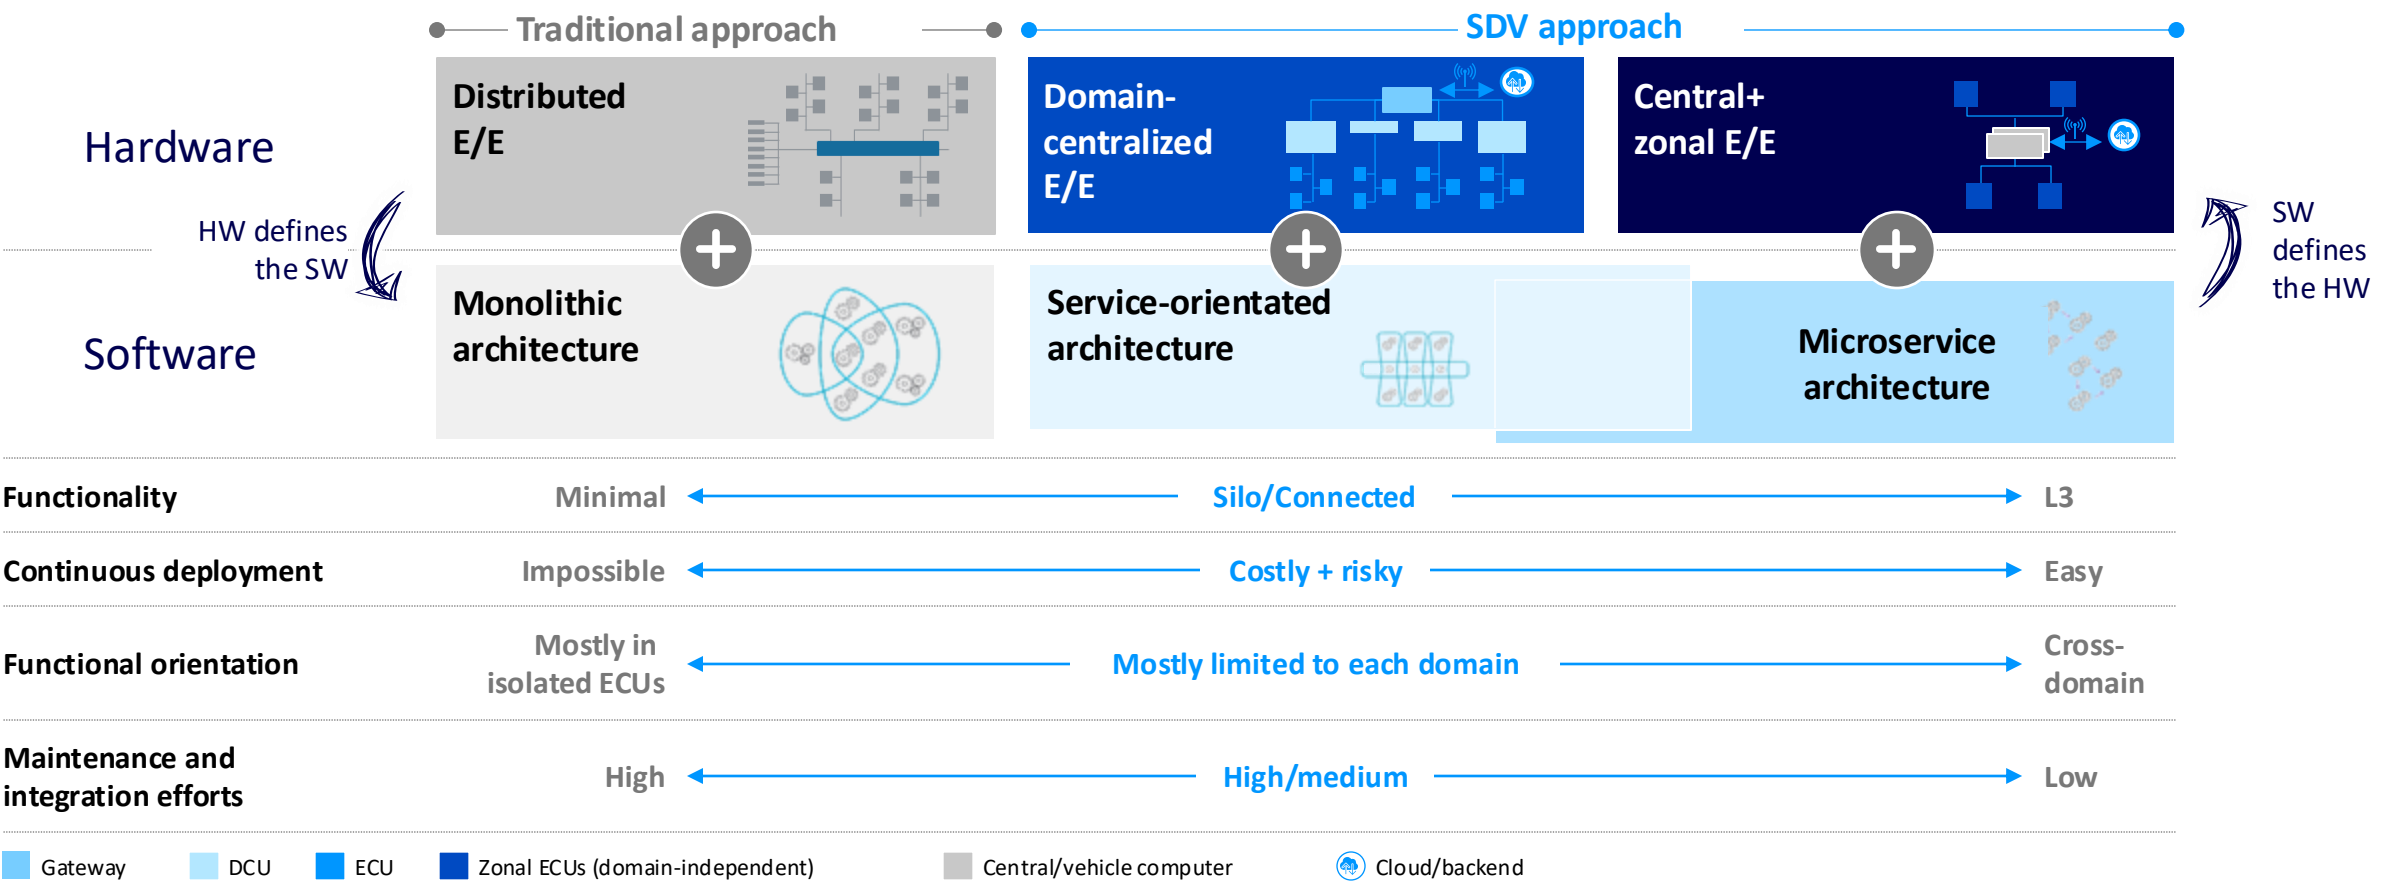 Traditional approach
SDV approach
Hardware
Distributed
E/E
Domain-
centralized
E/E
Central+
zonal E/E
HW defines
the SW
SW
defines
the HW
Software
Monolithic
architecture
Service-orientated
architecture
Microservice
architecture
Functionality
Minimal
Silo/Connected
L3
Continuous deployment
Impossible
Costly + risky
Easy
Functional orientation
Mostly in
isolated ECUs
Mostly limited to each domain
Cross-
domain
Maintenance and
integration efforts
High
High/medium
Low
Gateway
DCU
ECU
Zonal ECUs (domain-independent)
Central/vehicle computer
Cloud/backend